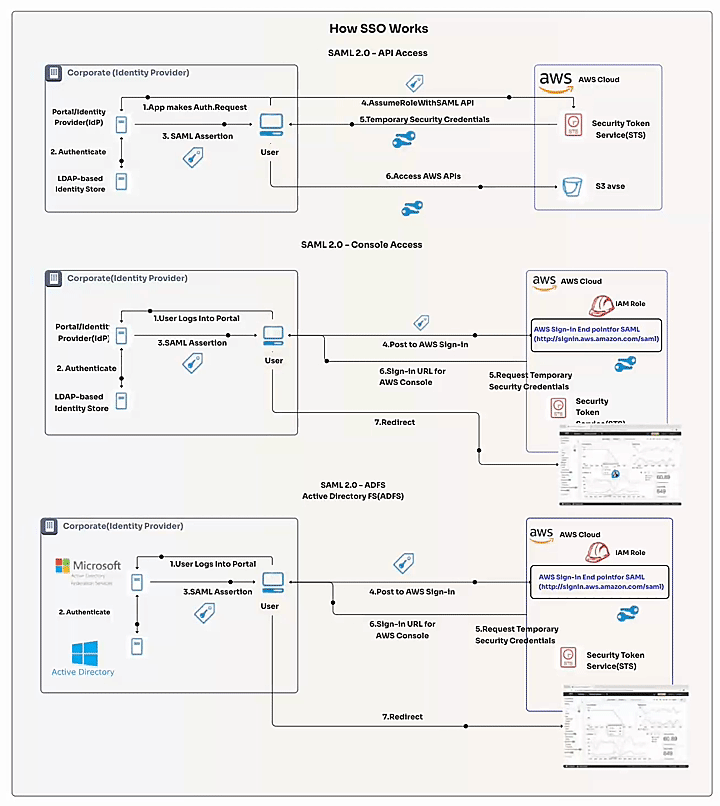 How SSO Works
SAML 2.0 - API Access
Corporate (Identity Provider)
Portal/Identity
Provider(IdP)
1.App makes Auth.Request
3. SAML Assertion
2. Authenticate
LDAP-based
Identity Store
User
4.AssumeRoleWithSAML API
5.Temporary Security Credentials
6.Access AWS APIs
aws
AWS Cloud
STS
Security Token
Service(STS)
S3 avse
SAML 2.0 - Console Access
Corporate(Identity Provider)
1.User Logs Into Portal
Portal/Identit
Provider(IdP)
3.SAML Assertion
2. Authenticate
LDAP-based
Identity Store
User
4.Post to AWS Sign-In
6.Sign-in URL for
AWS Console
7.Redirect
aws
AWS Cloud
IAM Role
AWS Sign-In End pointfor SAML
(http://signin.aws.amazon.com/saml)
5.Request Temporary
Security Credentials
STS
Security
Token
Service(STS)
60.89
649
SAML 2.0 - ADFS
Active Directory FS(ADFS)
Corporate(Identity Provider)
Microsoft
Active Directory
Federation Services
1.User Logs Into Portal
3.SAML Assertion
2. Authenticate
Active Directory
User
4.Post to AWS Sign-In
6.Sign-in URL for
AWS Console
7.Redirect
aws
AWS Cloud
IAM Role
AWS Sign-In End pointfor SAML
(http://signin.aws.amazon.com/saml)
5.Request Temporary
Security Credentials
STS
Security Token
Service(STS)
60.89
649